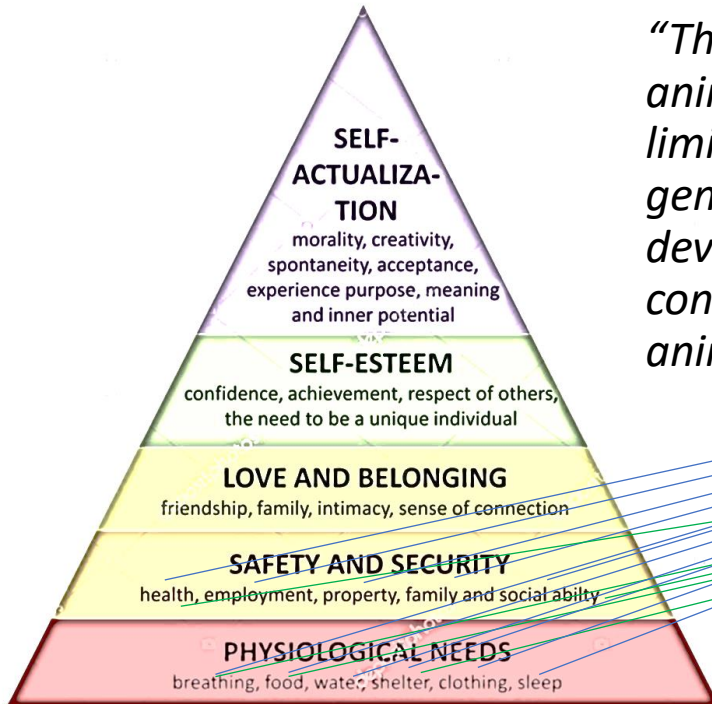 “Th
anir
limi
gen
dev
con
anir
SELF-
ACTUALIZA-
TION
morality, creativity,
spontaneity, acceptance,
experience purpose, meaning
and inner potential
SELF-ESTEEM
confidence, achievement, respect of others,
the need to be a unique individual
LOVE AND BELONGING
friendship, family, intimacy, sense of connection
SAFETY AND SECURITY
health, employment, property, family and social abilty
PHYSIOLOGICAL NEEDS
breathing, food, water, shelter, clothing, sleep